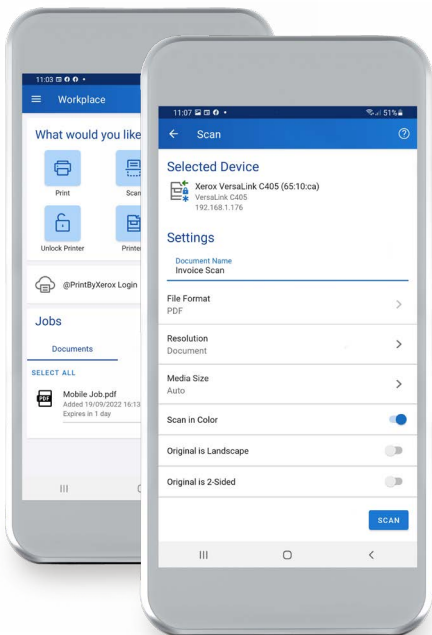 11:03
Workplace
What would you like
Print
Scan
Unlock Printer
Printe
@PrintByXerox Login
Jobs
Documents
SELECT ALL
PDF
Mobile Job.pdf
Added 19/09/2022 16:13
Expires in 1 day
11:07
51%
Scan
Selected Device
Xerox VersaLink C405 (65:10:ca)
VersaLink C405
192.168.1.176
Settings
Document Name
Invoice Scan
File Format
PDF
Resolution
Document
Media Size
Auto
Scan in Color
Original is Landscape
Original is 2-Sided
SCAN